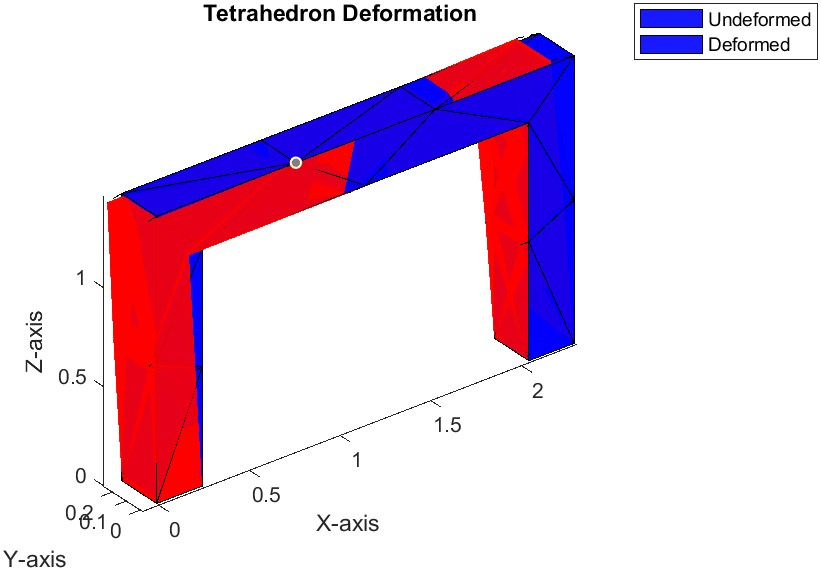 Tetrahedron Deformation
Undeformed
Deformed
Z-axis
1
0.5
0
0.2
0.1
0
Y-axis
0
0.5
1
1.5
2
X-axis